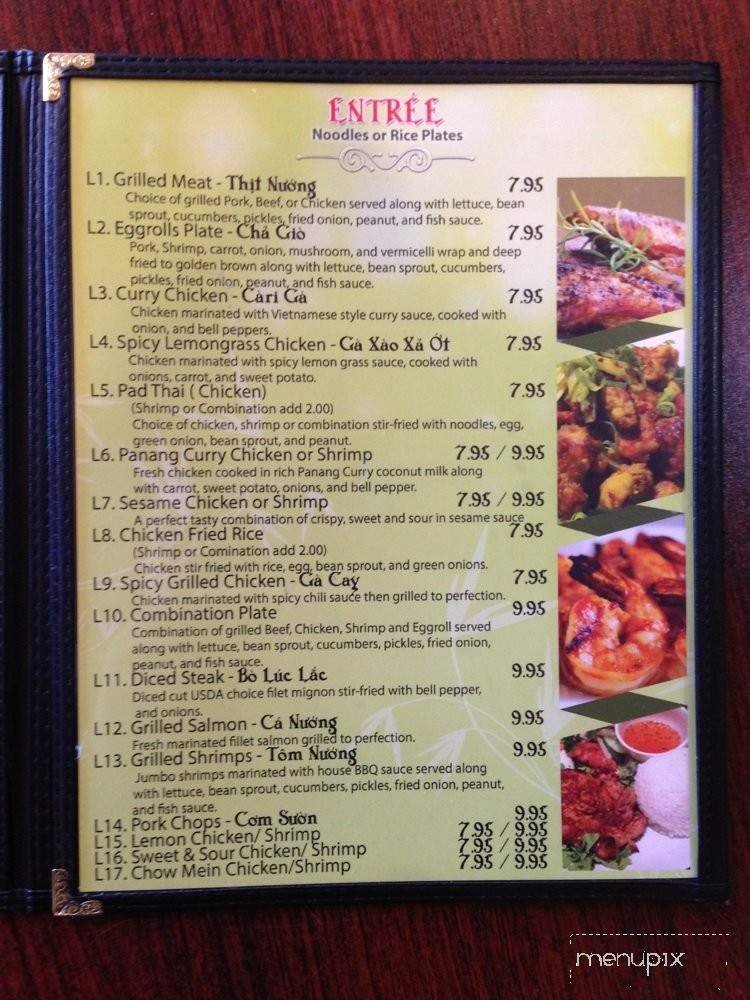 ENTRÉE
Noodles or Rice Plates
L1. Grilled Meat - Thịt Nướng 7.95
Choice of grilled Pork, Beef, or Chicken served along with lettuce, bean
sprout, cucumbers, pickles, fried onion, peanut, and fish sauce.
L2. Eggrolls Plate - Chả Giò 7.95
Pork, Shrimp, carrot, onion, mushroom, and vermicelli wrap and deep
fried to golden brown along with lettuce, bean sprout, cucumbers,
pickles, fried onion, peanut, and fish sauce.
L3. Curry Chicken - Càri Gà 7.95
Chicken marinated with Vietnamese style curry sauce, cooked with
onion, and bell peppers.
L4. Spicy Lemongrass Chicken - Gà Xào Xả Ớt 7.95
Chicken marinated with spicy lemon grass sauce, cooked with
onions, carrot, and sweet potato.
L5. Pad Thai ( Chicken) 7.95
(Shrimp or Combination add 2.00)
Choice of chicken, shrimp or combination stir-fried with noodles, egg,
green onion, bean sprout, and peanut.
L6. Panang Curry Chicken or Shrimp 7.95 / 9.95
Fresh chicken cooked in rich Panang Curry coconut milk along
with carrot, sweet potato, onions, and bell pepper.
L7. Sesame Chicken or Shrimp 7.95 / 9.95
A perfect tasty combination of crispy, sweet and sour in sesame sauce
L8. Chicken Fried Rice 7.95
(Shrimp or Comination add 2.00)
Chicken stir fried with rice, egg, bean sprout, and green onions.
L9. Spicy Grilled Chicken - Gà Cay 7.95
Chicken marinated with spicy chili sauce then grilled to perfection.
L10. Combination Plate 9.95
Combination of grilled Beef, Chicken, Shrimp and Eggroll served
along with lettuce, bean sprout, cucumbers, pickles, fried onion,
peanut, and fish sauce.
L11. Diced Steak - Bò Lúc Lắc 9.95
Diced cut USDA choice filet mignon stir-fried with bell pepper,
and onions.
L12. Grilled Salmon - Cá Nướng 9.95
Fresh marinated fillet salmon grilled to perfection.
L13. Grilled Shrimps - Tôm Nướng 9.95
Jumbo shrimps marinated with house BBQ sauce served along
with lettuce, bean sprout, cucumbers, pickles, fried onion, peanut,
and fish sauce.
L14. Pork Chops - Cơm Sườn 9.95
L15. Lemon Chicken/ Shrimp 7.95 / 9.95
L16. Sweet & Sour Chicken/ Shrimp 7.95 / 9.95
L17. Chow Mein Chicken/Shrimp 7.95 / 9.95
menupix